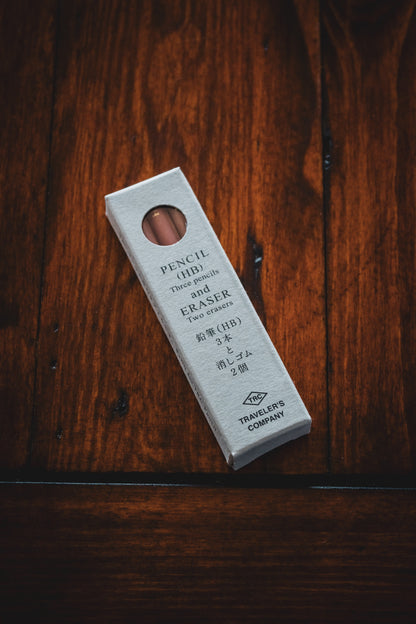 PENCIL
(HB)
Three pencils
and
ERASER
Two erasers
鉛筆(HB)
3本
と
消しゴム
2個
TRC
TRAVELER'S
COMPANY